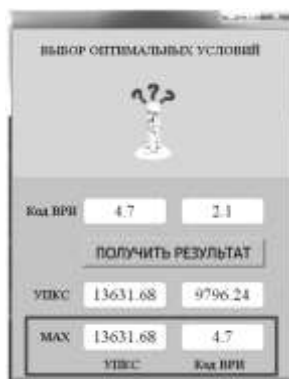 ВЫБОР ОПТИМАЛЬНЫХ УСЛОВИЙ
Код ВРИ 4.7 2.1
ПОЛУЧИТЬ РЕЗУЛЬТАТ
УПКС 13631.68 9796.24
MAX 13631.68 4.7
УПКС Код ВРИ